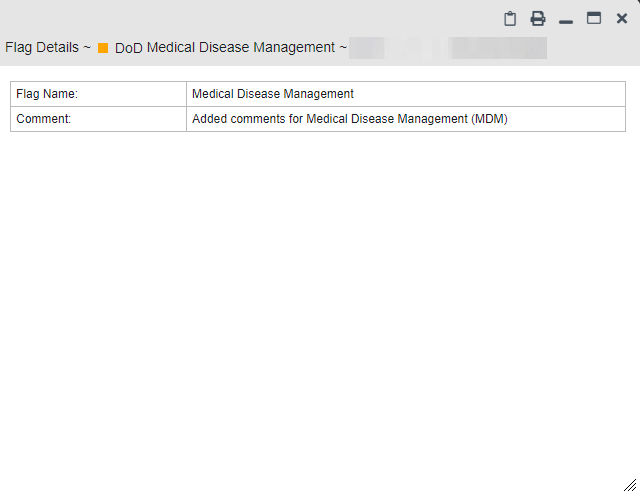 Flag Details ~ DoD Medical Disease Management ~
Flag Name: Medical Disease Management
Comment: Added comments for Medical Disease Management (MDM)